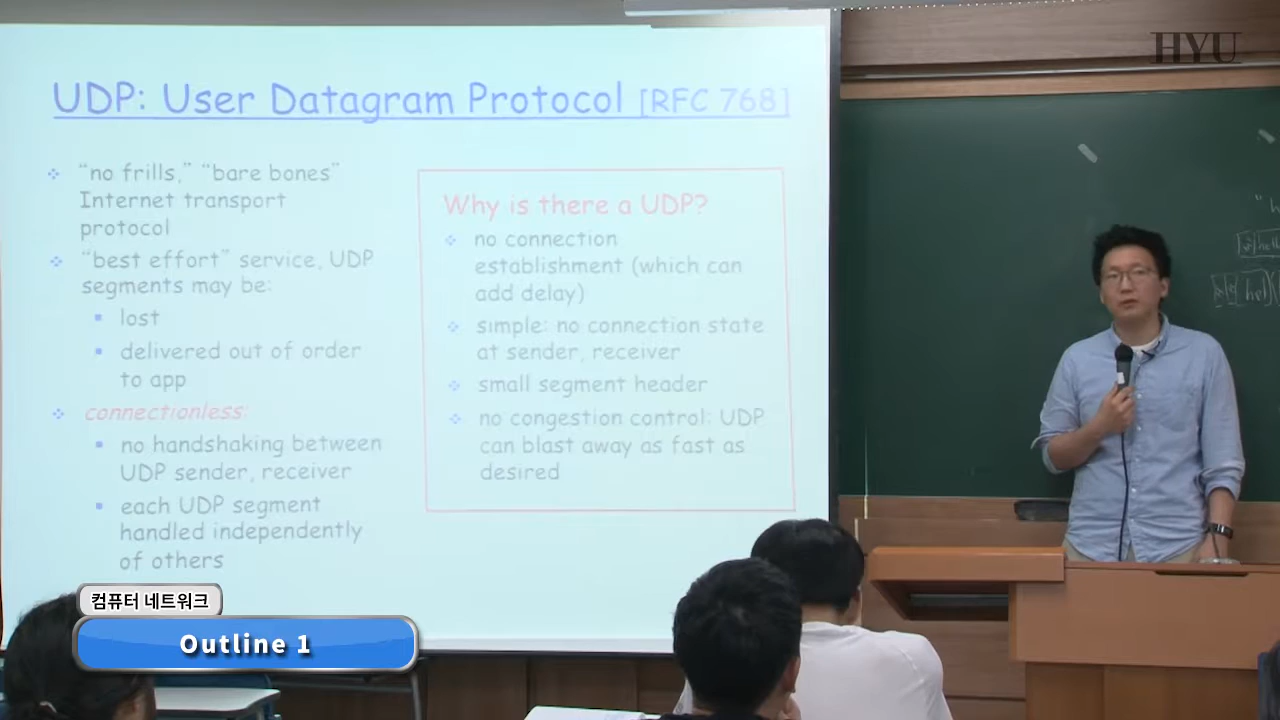 HYU
UDP: User Datagram Protocol [RFC 768]
“no frills,” “bare bones”
Internet transport
protocol
“best effort” service, UDP
segments may be:
lost
delivered out of order
to app
connectionless:
no handshaking between
UDP sender, receiver
each UDP segment
handled independently
of others
Why is there a UDP?
no connection
establishment (which can
add delay)
simple: no connection state
at sender, receiver
small segment header
no congestion control: UDP
can blast away as fast as
desired
컴퓨터 네트워크
Outline 1